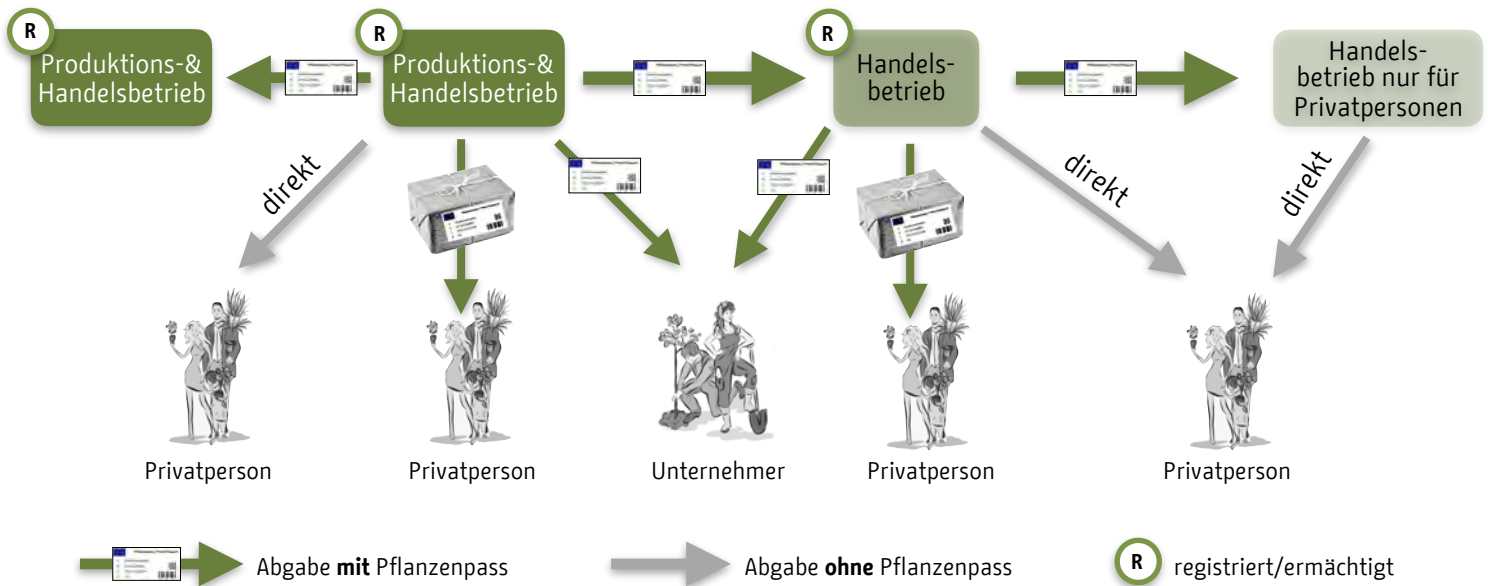 R
Produktions-&
Handelsbetrieb
R
Produktions-&
Handelsbetrieb
R
Handels-
betrieb
Handels-
betrieb nur für
Privatpersonen
direkt
direkt
direkt
Privatperson
Privatperson
Unternehmer
Privatperson
Privatperson
Abgabe mit Pflanzenpass
Abgabe ohne Pflanzenpass
R
registriert/ermächtigt